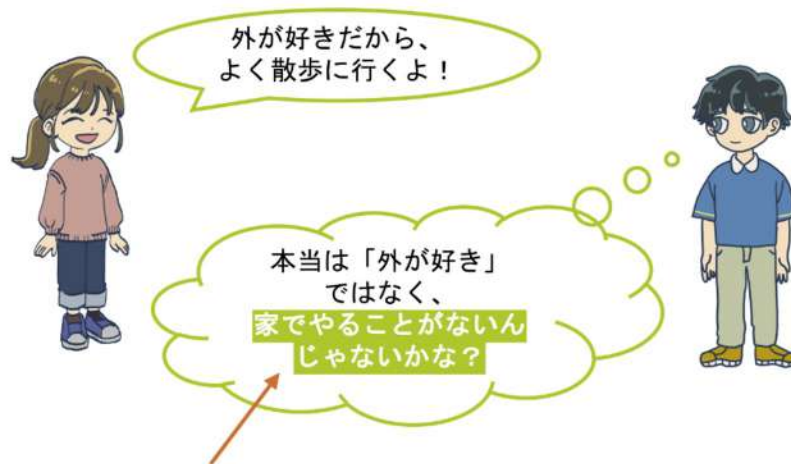 外が好きだから、
よく散歩に行くよ！
本当は「外が好き」
ではなく、
家でやることがないん
じゃないかな？